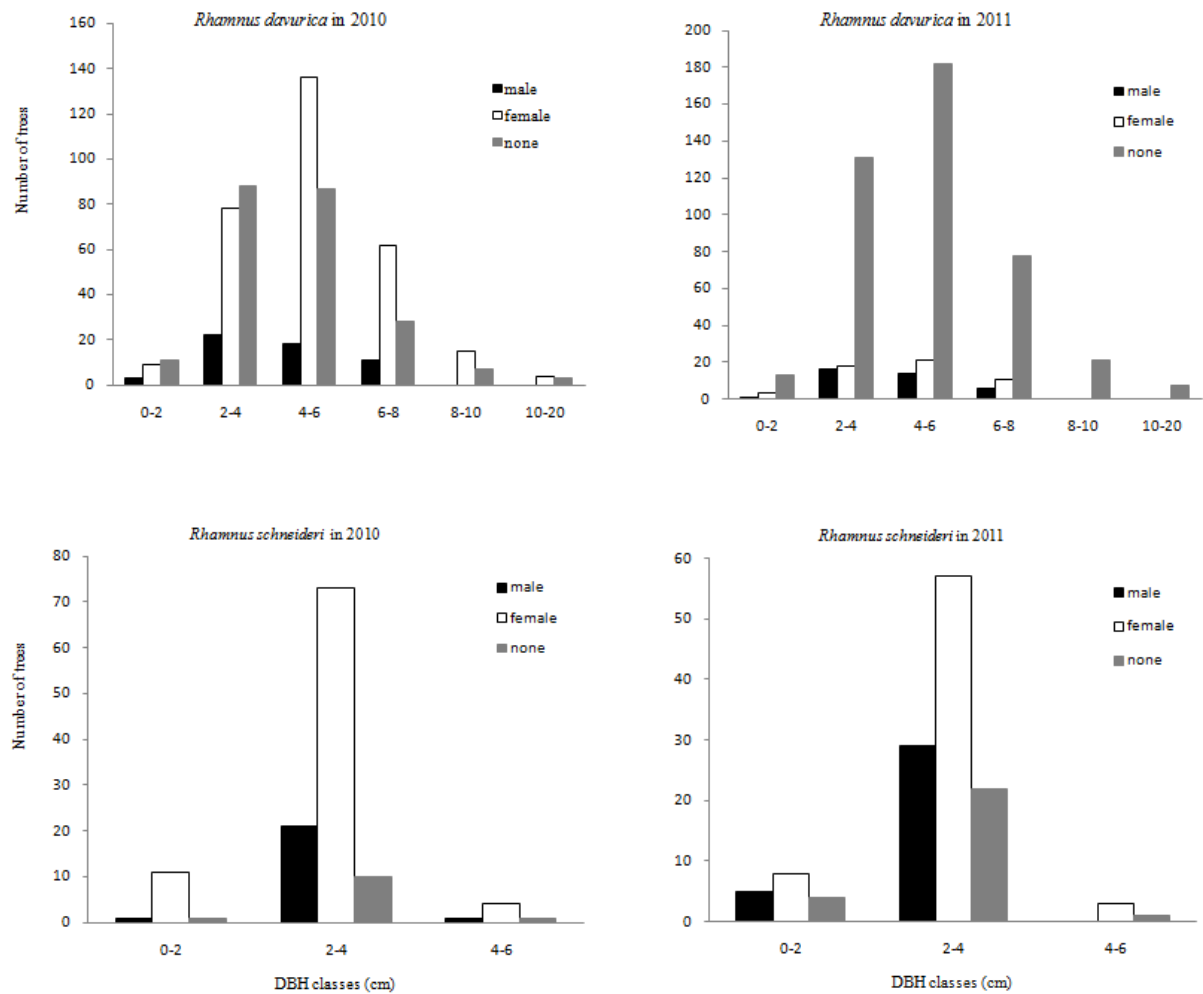 Rhamnus davurica in 2010
Number of trees
160
140
120
100
80
60
40
20
0
male
female
none
0-2 2-4 4-6 6-8 8-10 10-20
Rhamnus davurica in 2011
200
180
160
140
120
100
80
60
40
20
0
male
female
none
0-2 2-4 4-6 6-8 8-10 10-20
Rhamnus schneideri in 2010
Number of trees
80
70
60
50
40
30
20
10
0
male
female
none
0-2 2-4 4-6
DBH classes (cm)
Rhamnus schneideri in 2011
60
50
40
30
20
10
0
male
female
none
0-2 2-4 4-6
DBH classes (cm)